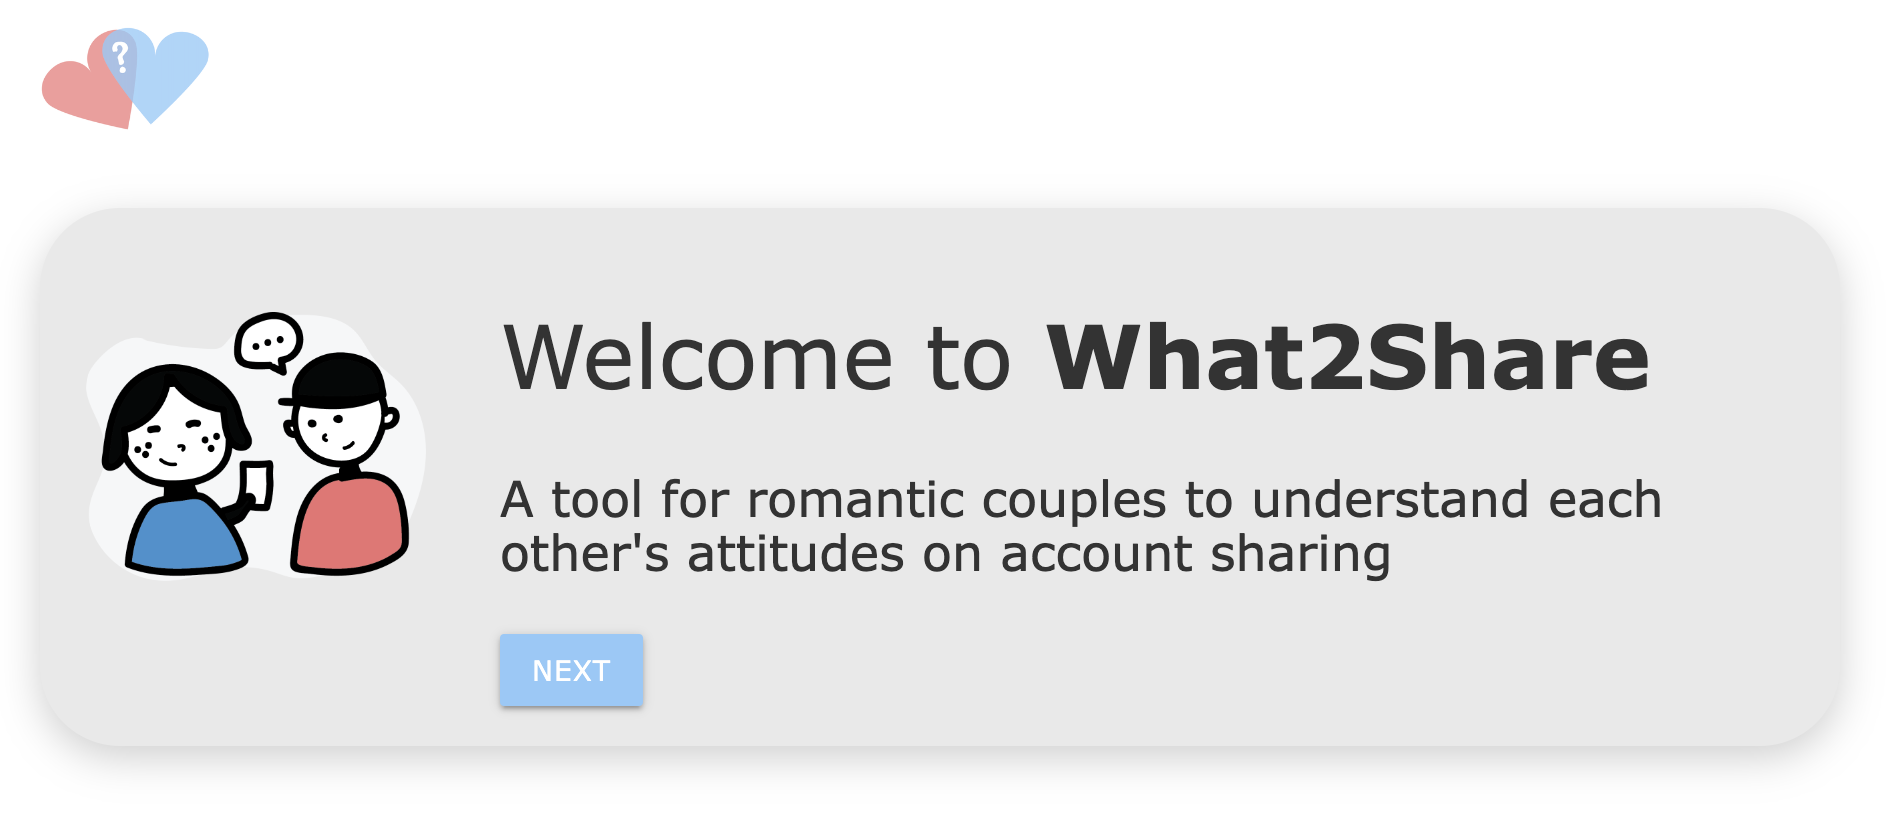 ?
Welcome to What2Share
A tool for romantic couples to understand each
other's attitudes on account sharing
NEXT